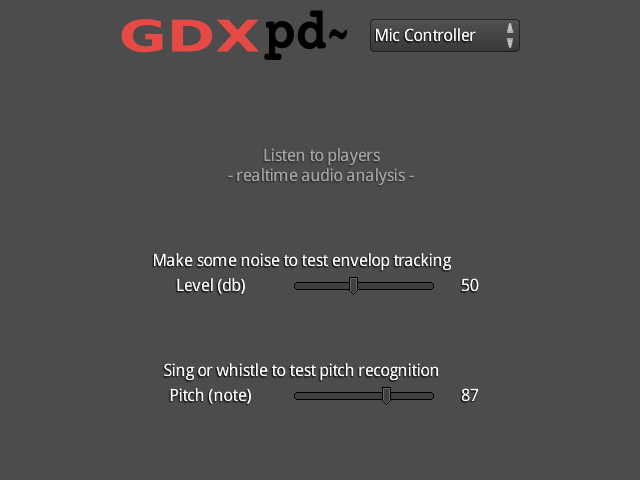 GDXpd~
Mic Controller
Listen to players
- realtime audio analysis -
Make some noise to test envelop tracking
Level (db) 50
Sing or whistle to test pitch recognition
Pitch (note) 87